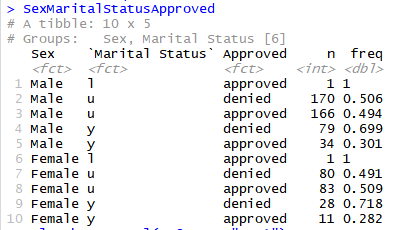 > SexMaritalStatusApproved
# A tibble: 10 x 5
# Groups: Sex, Marital Status [6]
Sex `Marital Status` Approved n freq
<fct> <fct> <fct> <int> <dbl>
1 Male l approved 1 1
2 Male u denied 170 0.506
3 Male u approved 166 0.494
4 Male y denied 79 0.699
5 Male y approved 34 0.301
6 Female l approved 1 1
7 Female u denied 80 0.491
8 Female u approved 83 0.509
9 Female y denied 28 0.718
10 Female y approved 11 0.282